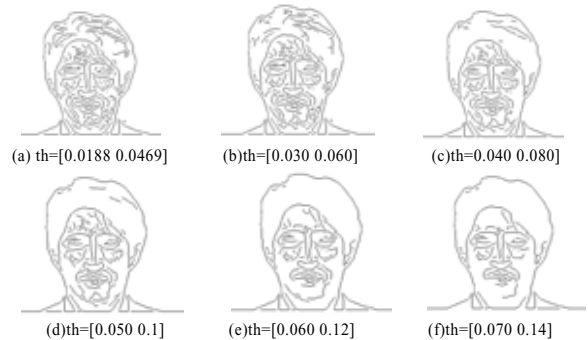 (a) th=[0.0188 0.0469]
(b)th=[0.030 0.060]
(c)th=0.040 0.080]
(d)th=[0.050 0.1]
(e)th=[0.060 0.12]
(f)th=[0.070 0.14]